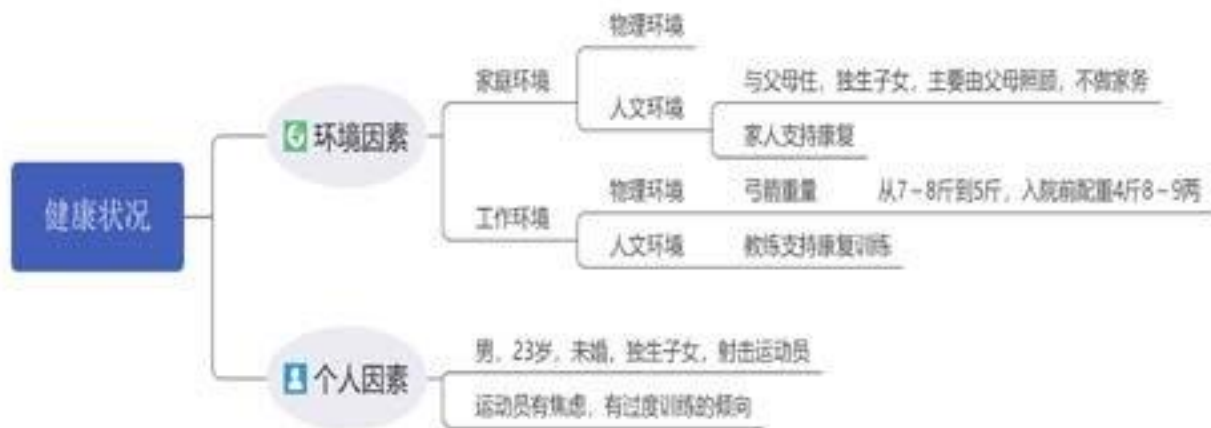 健康状况
环境因素
家庭环境
物理环境
人文环境
与父母住，独生子女，主要由父母照顾，不做家务
家人支持康复
工作环境
物理环境
弓箭重量
从7-8斤到5斤，入院前配重4斤8-9两
人文环境
教练支持康复训练
个人因素
男，23岁，未婚，独生子女，射击运动员
运动员有焦虑，有过度训练的倾向